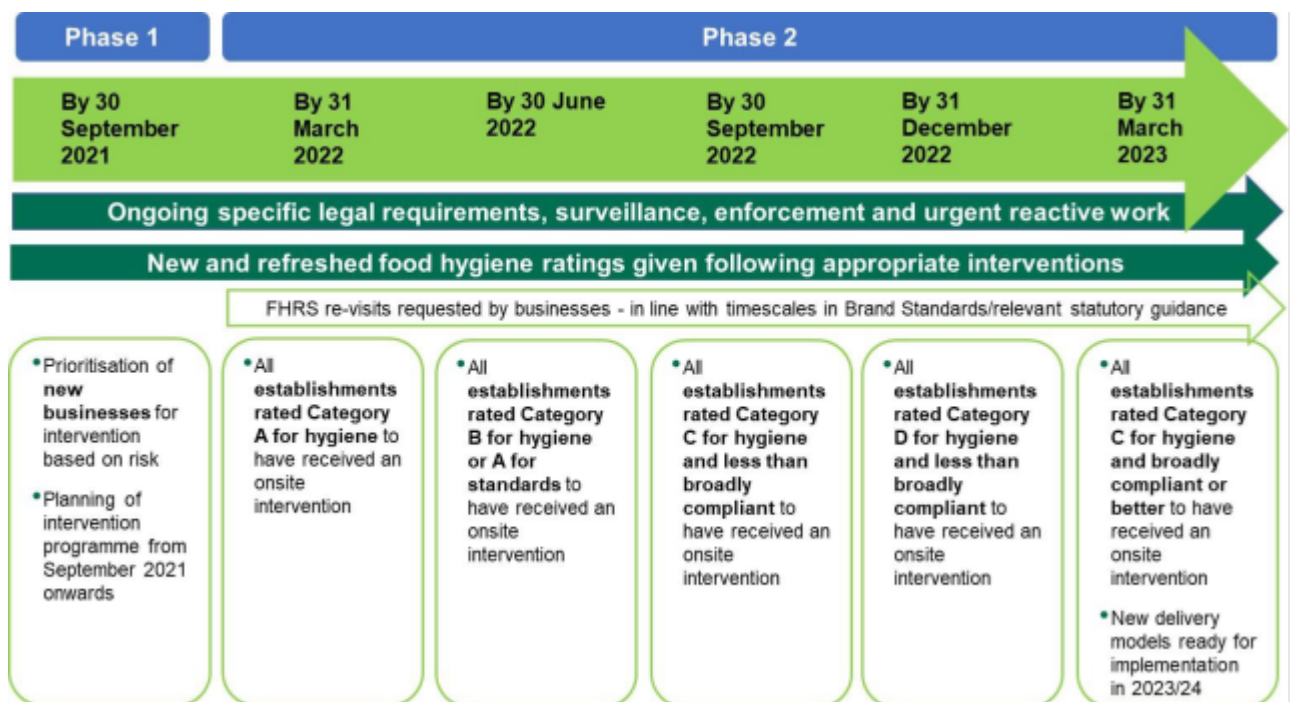 Phase 1
Phase 2
By 30
September
2021
By 31
March
2022
By 30 June
2022
By 30
September
2022
By 31
December
2022
By 31
March
2023
Ongoing specific legal requirements, surveillance, enforcement and urgent reactive work
New and refreshed food hygiene ratings given following appropriate interventions
FHRS re-visits requested by businesses - in line with timescales in Brand Standards/relevant statutory guidance
•Prioritisation of
new
businesses for
intervention
based on risk
•Planning of
intervention
programme from
September 2021
onwards
•All
establishments
rated Category
A for hygiene to
have received an
onsite
intervention
•All
establishments
rated Category
B for hygiene
or A for
standards to
have received an
onsite
intervention
•All
establishments
rated Category
C for hygiene
and less than
broadly
compliant to
have received an
onsite
intervention
•All
establishments
rated Category
D for hygiene
and less than
broadly
compliant to
have received an
onsite
intervention
•All
establishments
rated Category
C for hygiene
and broadly
compliant or
better to have
received an
onsite
intervention
•New delivery
models ready for
implementation
in 2023/24